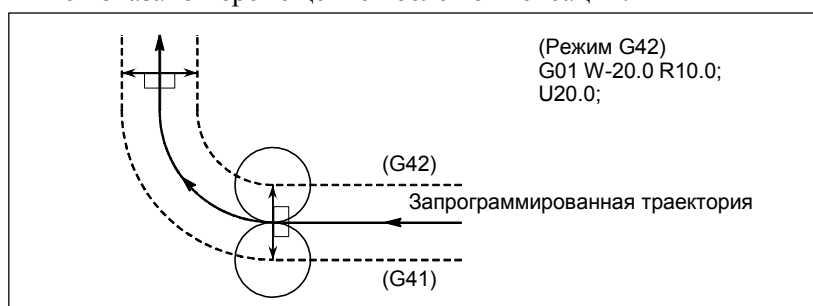 (Режим G42)
G01 W-20.0 R10.0;
U20.0;
(G42)
Запрограммированная траектория
(G41)